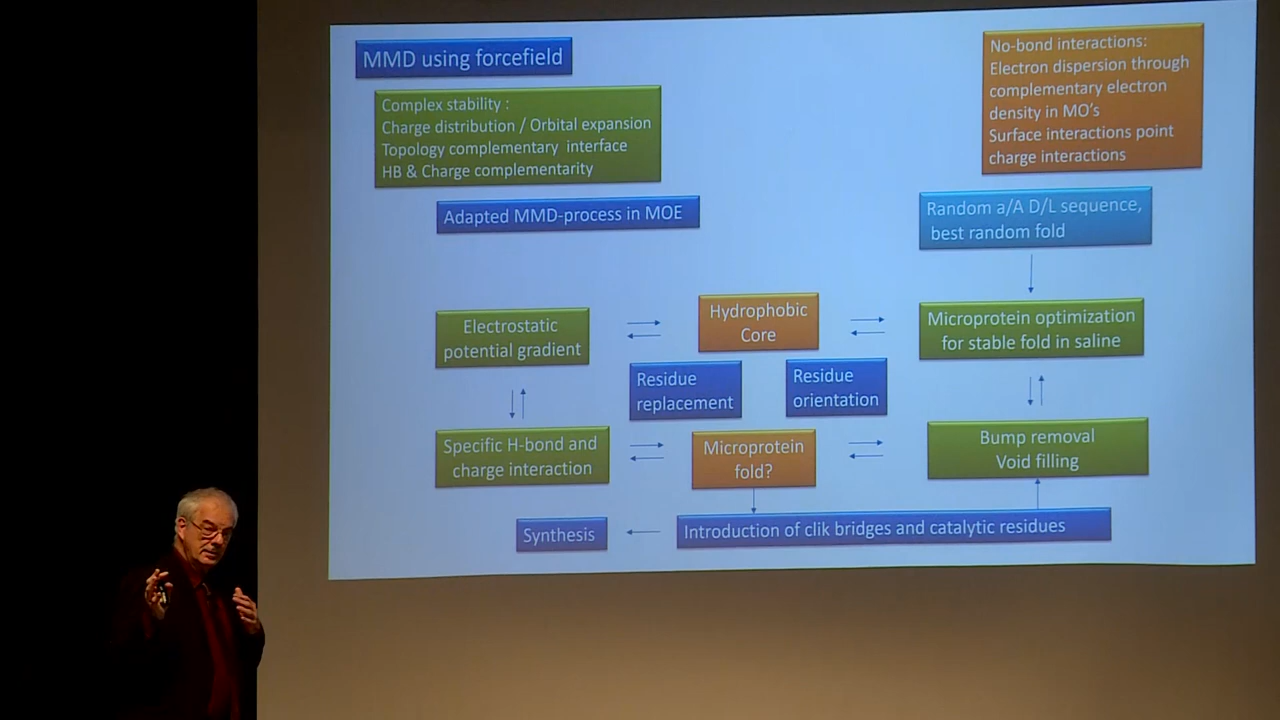 MMD using forcefield
Complex stability :
Charge distribution / Orbital expansion
Topology complementary interface
HB & Charge complementarity
No-bond interactions:
Electron dispersion through
complementary electron
density in MO's
Surface interactions point
charge interactions
Adapted MMD-process in MOE
Random a/A D/L sequence,
best random fold
Electrostatic
potential gradient
Hydrophobic
Core
Microprotein optimization
for stable fold in saline
Residue
replacement
Residue
orientation
Specific H-bond and
charge interaction
Microprotein
fold?
Bump removal
Void filling
Synthesis
Introduction of clik bridges and catalytic residues